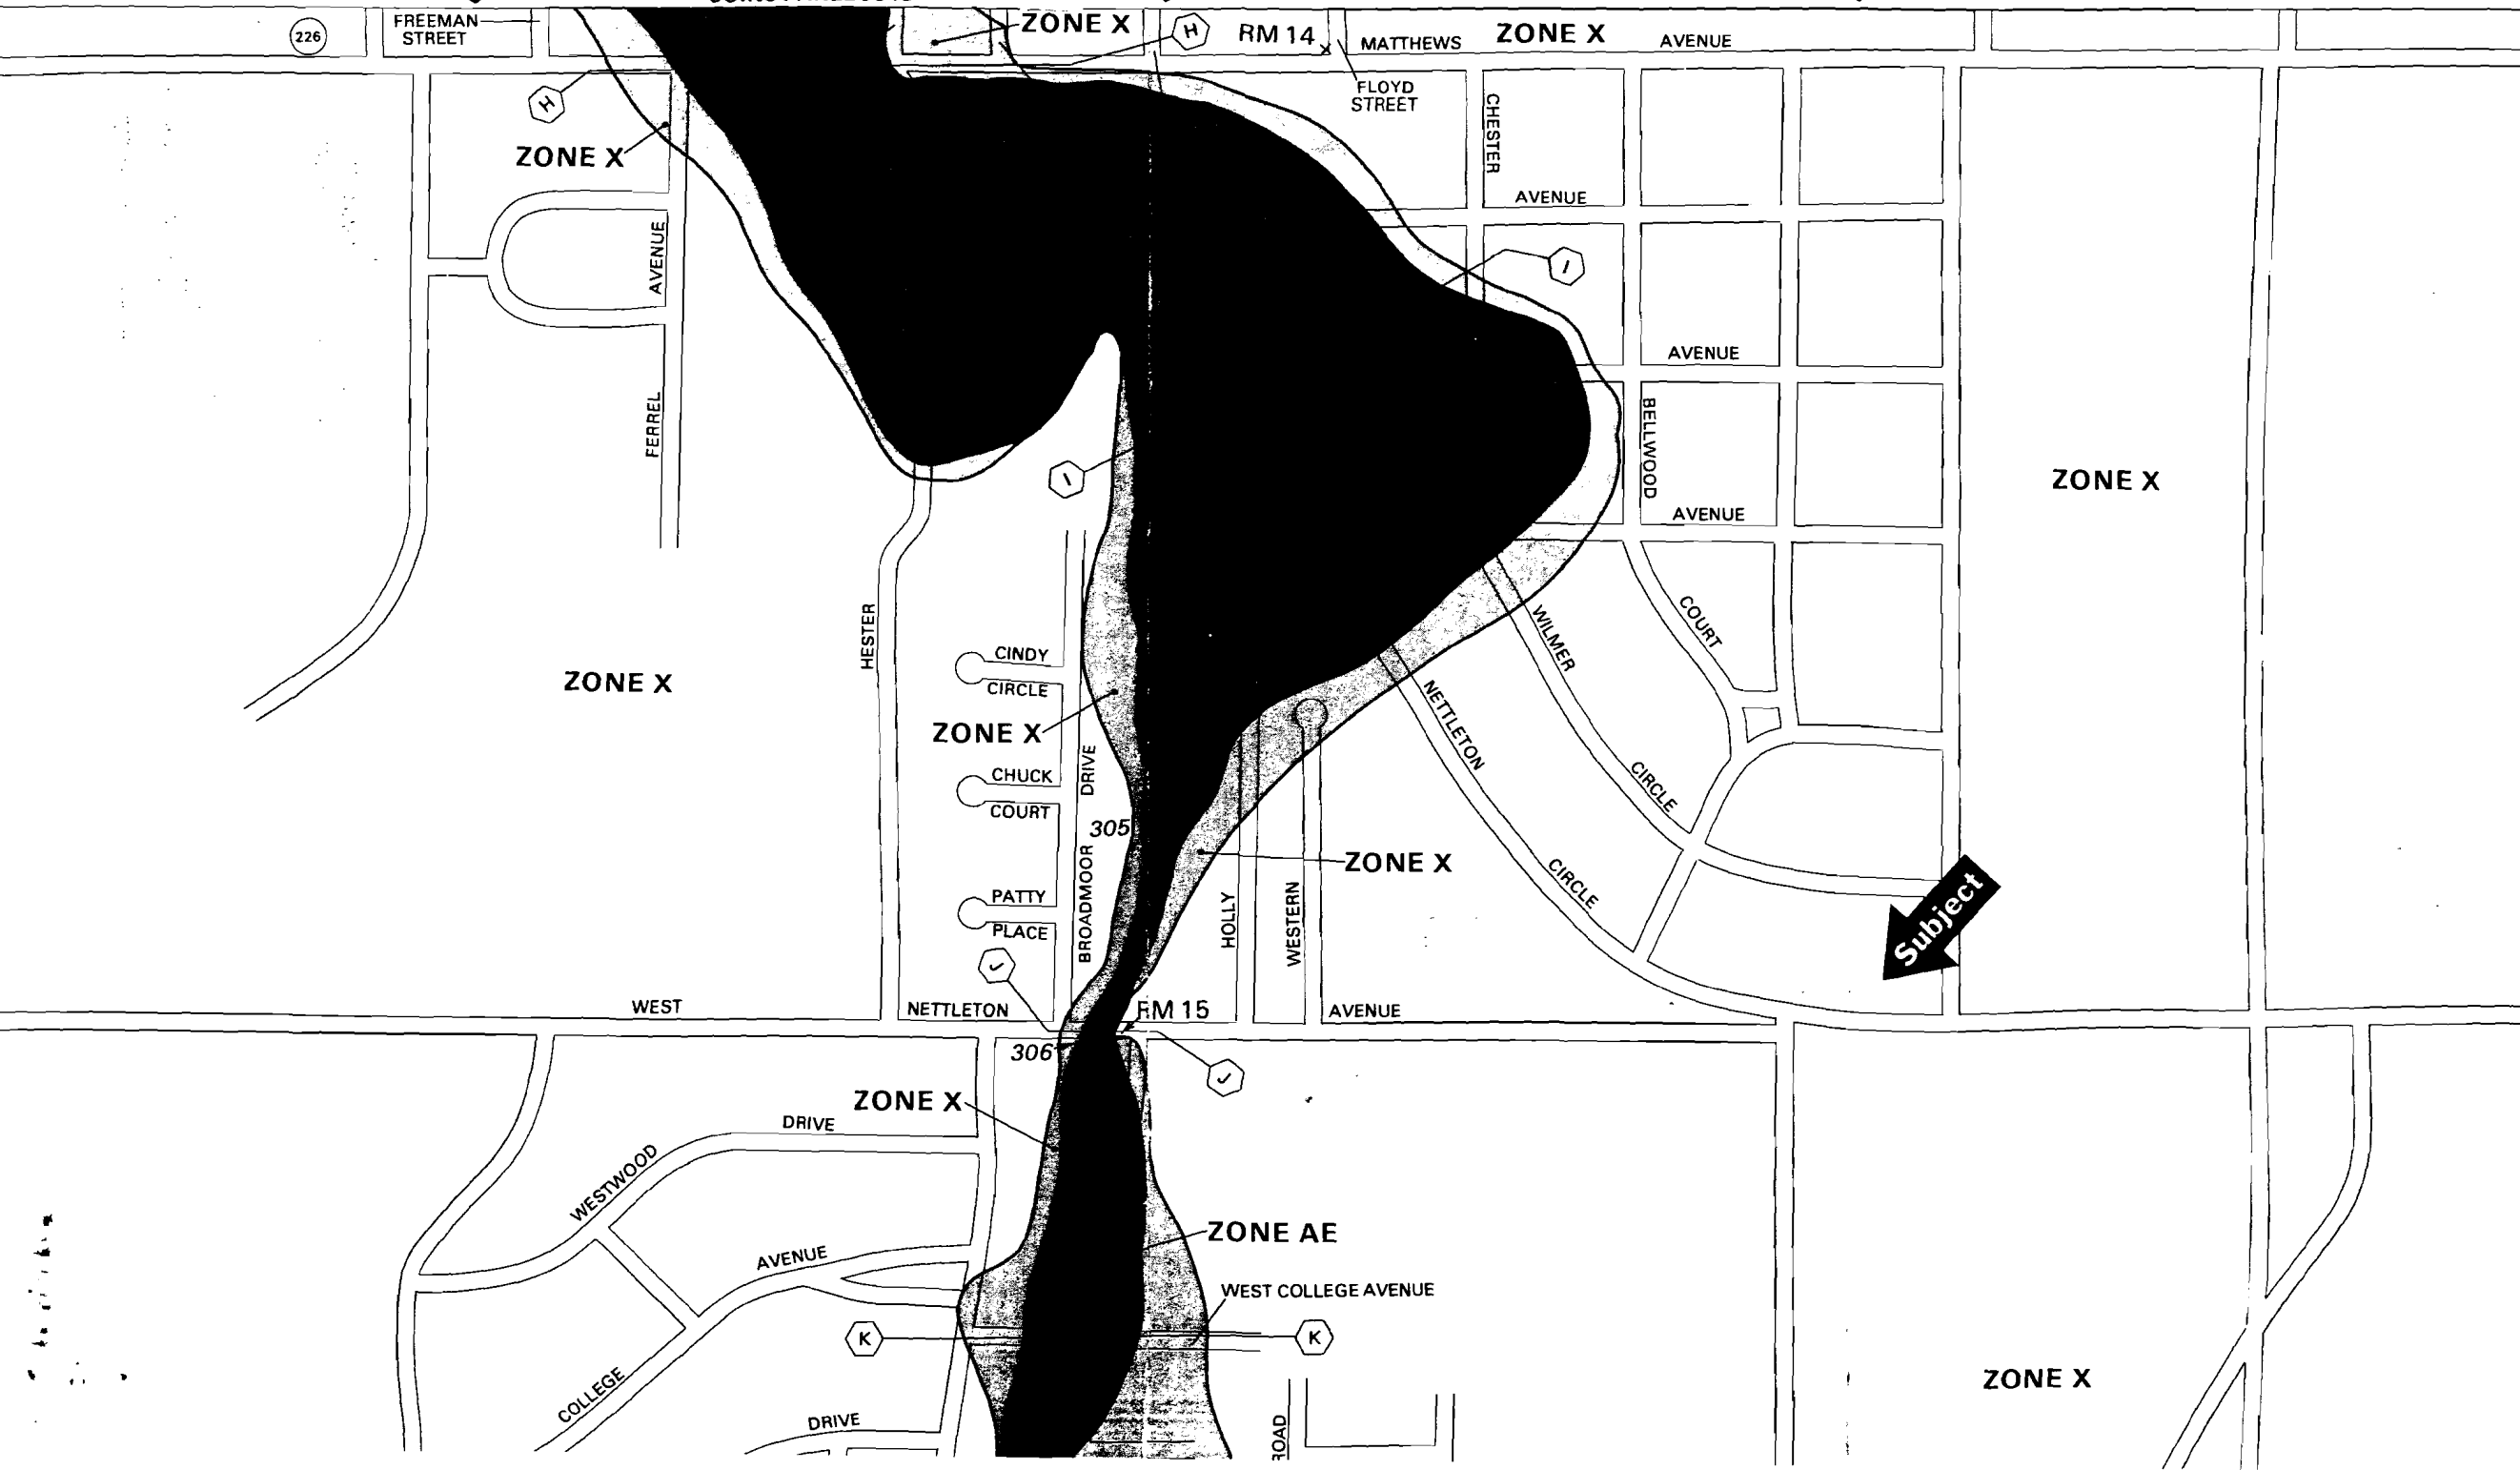 FREEMAN
STREET
226
ZONE X
H
RM 14
MATTHEWS
ZONE X
AVENUE
FLOYD
STREET
H
ZONE X
CHESTER
AVENUE
AVENUE
I
AVENUE
FERREL
BELLWOOD
AVENUE
I
ZONE X
HESTER
CINDY
CIRCLE
ZONE X
ZONE X
COURT
WILMER
NETTLETON
CHUCK
COURT
DRIVE
CIRCLE
305
BROADMOOR
ZONE X
CIRCLE
PATTY
PLACE
HOLLY
WESTERN
Subject
J
WEST
NETTLETON
RM 15
AVENUE
306
J
ZONE X
DRIVE
WESTWOOD
ZONE AE
AVENUE
WEST COLLEGE AVENUE
K
K
COLLEGE
ZONE X
DRIVE
ROAD